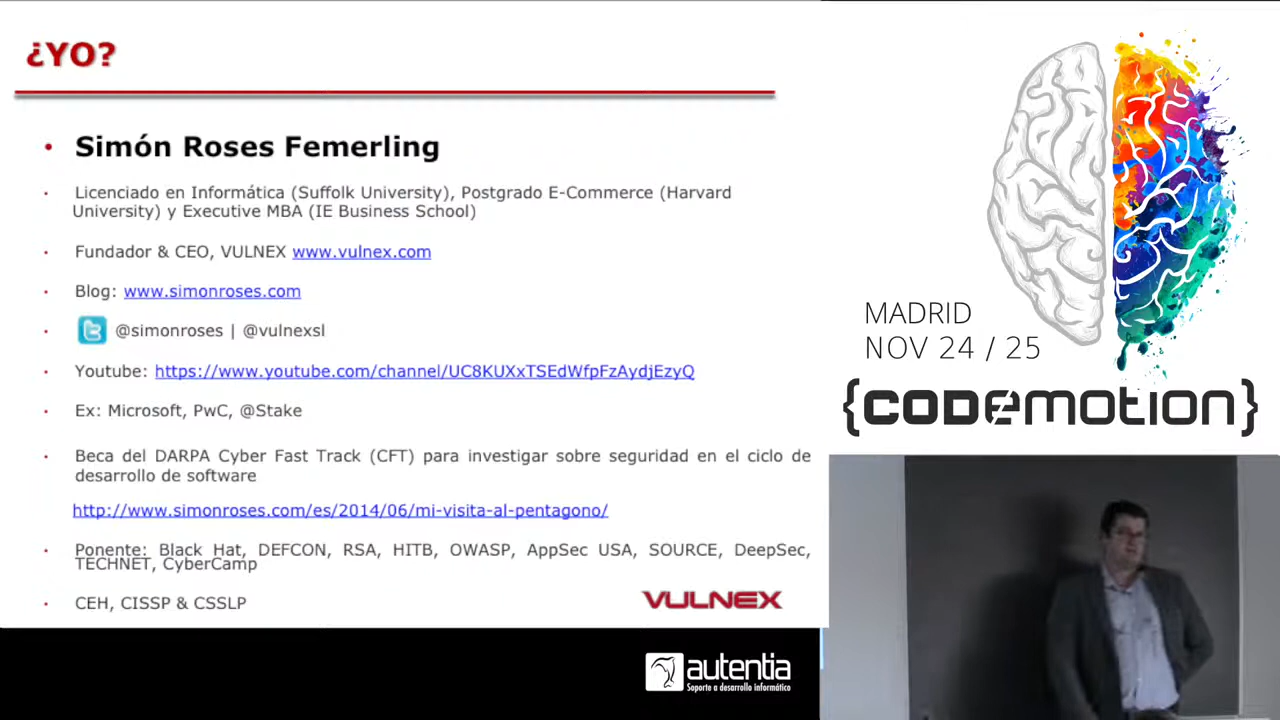 ¿YO?
• Simón Roses Femerling
• Licenciado en Informática (Suffolk University), Postgrado E-Commerce (Harvard
University) y Executive MBA (IE Business School)
• Fundador & CEO, VULNEX www.vulnex.com
• Blog: www.simonroses.com
• @simonroses | @vulnexsl
• Youtube: https://www.youtube.com/channel/UC8KUXxTSEdWfpFzAydjEzyQ
• Ex: Microsoft, PwC, @Stake
• Beca del DARPA Cyber Fast Track (CFT) para investigar sobre seguridad en el ciclo de
desarrollo de software
http://www.simonroses.com/es/2014/06/mi-visita-al-pentagono/
• Ponente: Black Hat, DEFCON, RSA, HITB, OWASP, AppSec USA, SOURCE, DeepSec,
TECHNET, CyberCamp
• CEH, CISSP & CSSLP
VULNEX
MADRID
NOV 24 / 25
{codemotion}
autentia
Soporte a desarrollo informático